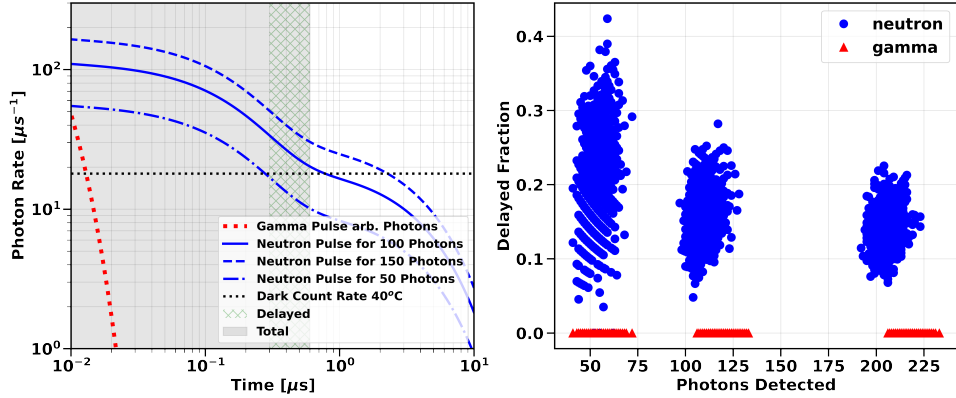 Photon Rate [μs⁻¹]
10²
10¹
10⁰
10⁻²
10⁻¹
10⁰
10¹
Time [μs]
Gamma Pulse arb. Photons
Neutron Pulse for 100 Photons
Neutron Pulse for 150 Photons
Neutron Pulse for 50 Photons
Dark Count Rate 40°C
Delayed
Total
Delayed Fraction
0.4
0.3
0.2
0.1
0.0
50
75
100
125
150
175
200
225
Photons Detected
neutron
gamma